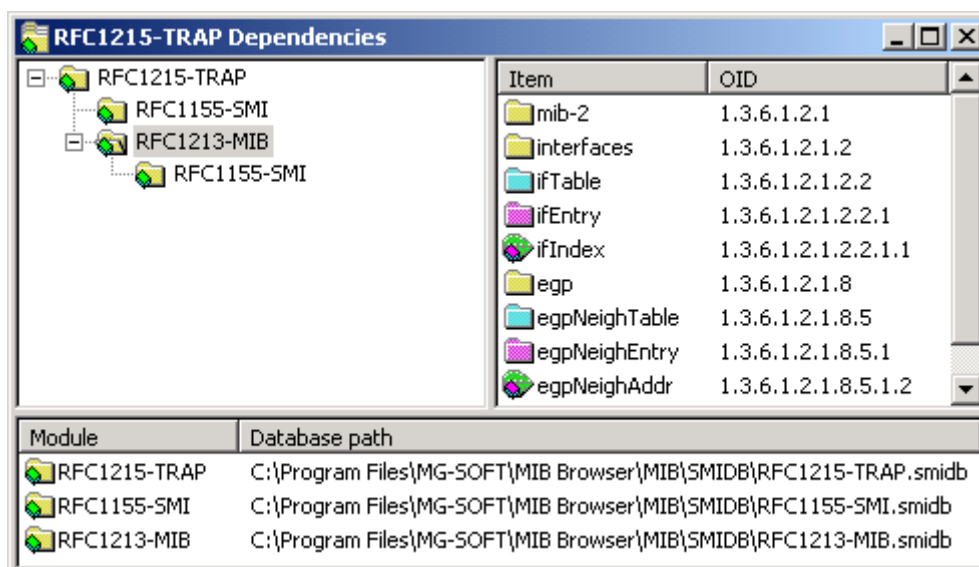 RFC1215-TRAP Dependencies
RFC1215-TRAP
RFC1155-SMI
RFC1213-MIB
RFC1155-SMI
Item OID
mib-2 1.3.6.1.2.1
interfaces 1.3.6.1.2.1.2
ifTable 1.3.6.1.2.1.2.2
ifEntry 1.3.6.1.2.1.2.2.1
ifIndex 1.3.6.1.2.1.2.2.1.1
egp 1.3.6.1.2.1.8
egpNeighTable 1.3.6.1.2.1.8.5
egpNeighEntry 1.3.6.1.2.1.8.5.1
egpNeighAddr 1.3.6.1.2.1.8.5.1.2
Module Database path
RFC1215-TRAP C:\Program Files\MG-SOFT\MIB Browser\MIB\SMIDB\RFC1215-TRAP.smidb
RFC1155-SMI C:\Program Files\MG-SOFT\MIB Browser\MIB\SMIDB\RFC1155-SMI.smidb
RFC1213-MIB C:\Program Files\MG-SOFT\MIB Browser\MIB\SMIDB\RFC1213-MIB.smidb